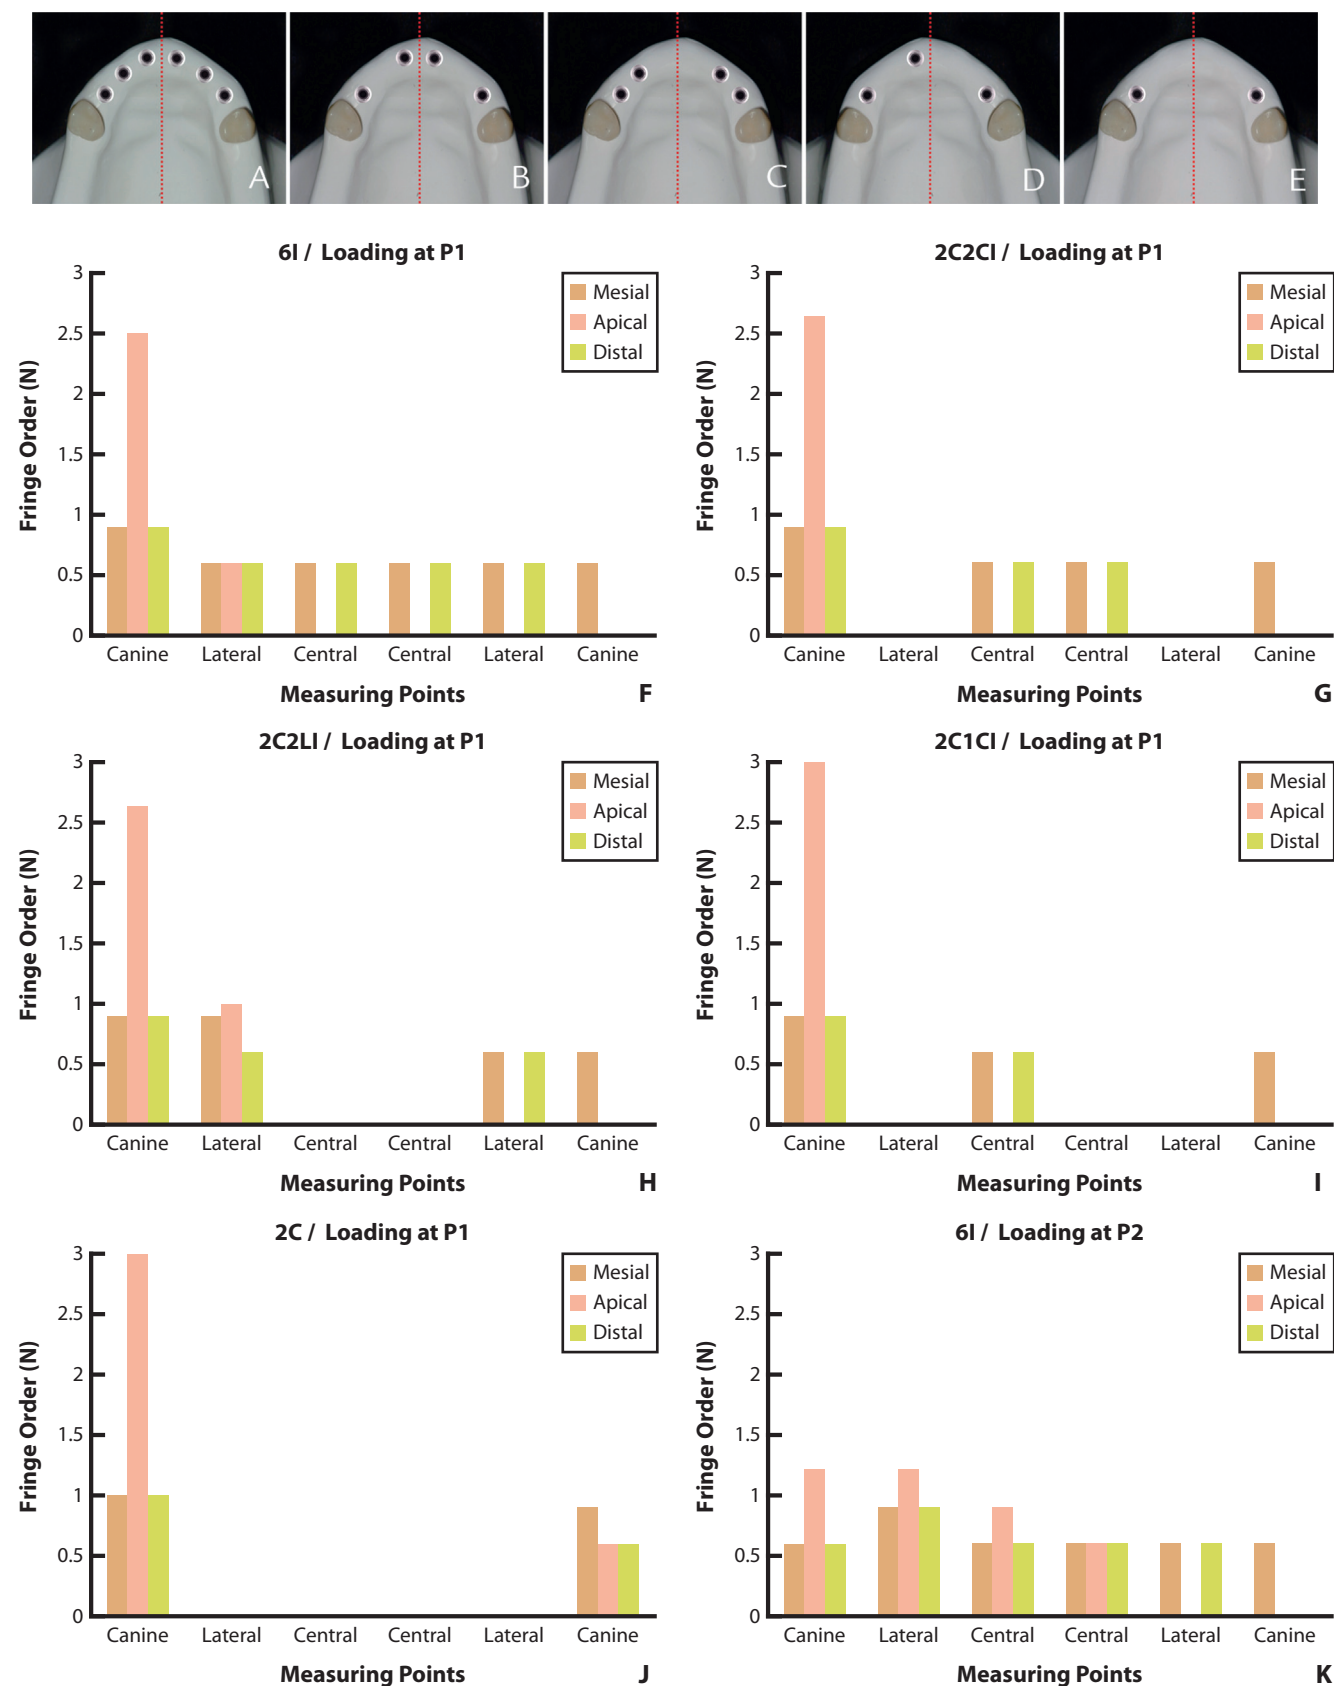 A B C D E
6I / Loading at P1
3
2.5
2
1.5
1
0.5
0
Fringe Order (N)
Mesial
Apical
Distal
Canine Lateral Central Central Lateral Canine
Measuring Points
F
2C2CI / Loading at P1
3
2.5
2
1.5
1
0.5
0
Fringe Order (N)
Mesial
Apical
Distal
Canine Lateral Central Central Lateral Canine
Measuring Points
G
2C2LI / Loading at P1
3
2.5
2
1.5
1
0.5
0
Fringe Order (N)
Mesial
Apical
Distal
Canine Lateral Central Central Lateral Canine
Measuring Points
H
2C1CI / Loading at P1
3
2.5
2
1.5
1
0.5
0
Fringe Order (N)
Mesial
Apical
Distal
Canine Lateral Central Central Lateral Canine
Measuring Points
I
2C / Loading at P1
3
2.5
2
1.5
1
0.5
0
Fringe Order (N)
Mesial
Apical
Distal
Canine Lateral Central Central Lateral Canine
Measuring Points
J
6I / Loading at P2
3
2.5
2
1.5
1
0.5
0
Fringe Order (N)
Mesial
Apical
Distal
Canine Lateral Central Central Lateral Canine
Measuring Points
K